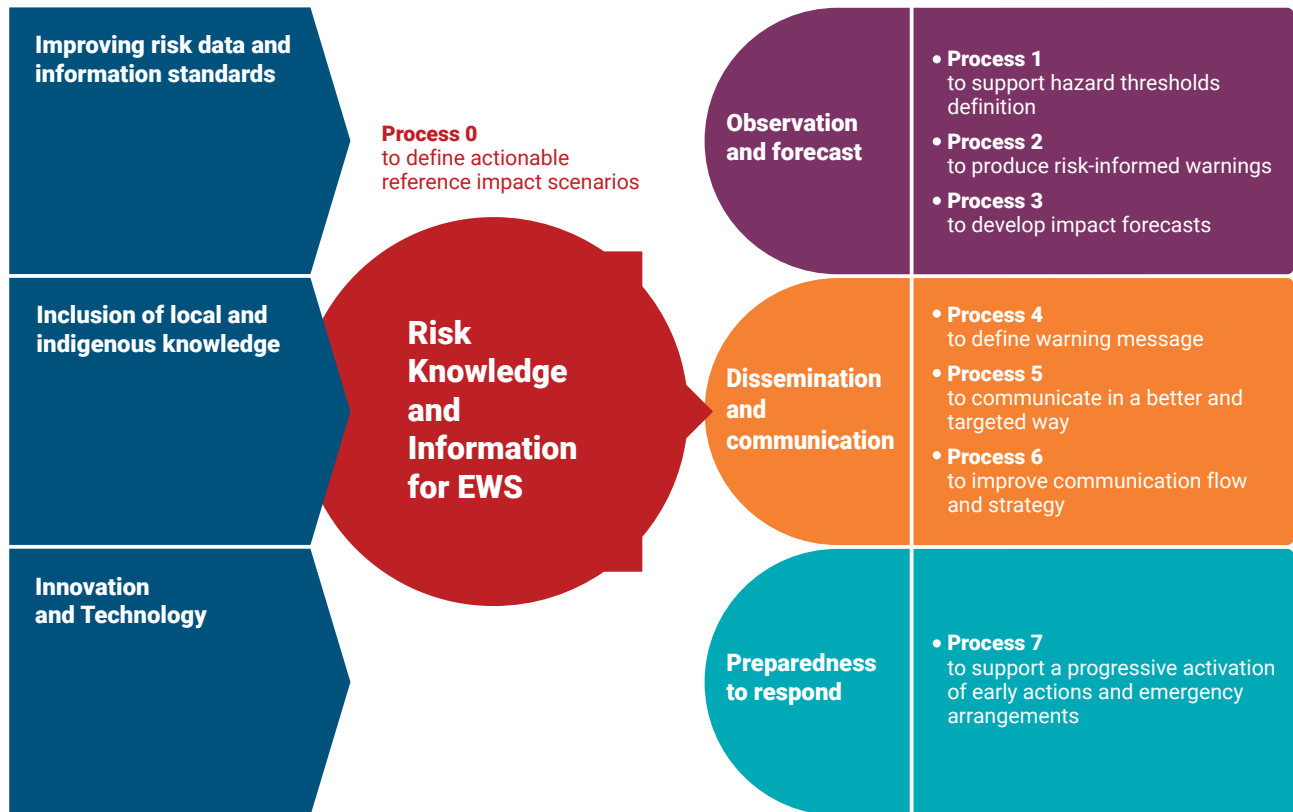 Improving risk data and
information standards
Inclusion of local and
indigenous knowledge
Innovation
and Technology
Process 0
to define actionable
reference impact scenarios
Risk
Knowledge
and
Information
for EWS
Observation
and forecast
• Process 1
to support hazard thresholds
definition
• Process 2
to produce risk-informed warnings
• Process 3
to develop impact forecasts
Dissemination
and
communication
• Process 4
to define warning message
• Process 5
to communicate in a better and
targeted way
• Process 6
to improve communication flow
and strategy
Preparedness
to respond
• Process 7
to support a progressive activation
of early actions and emergency
arrangements